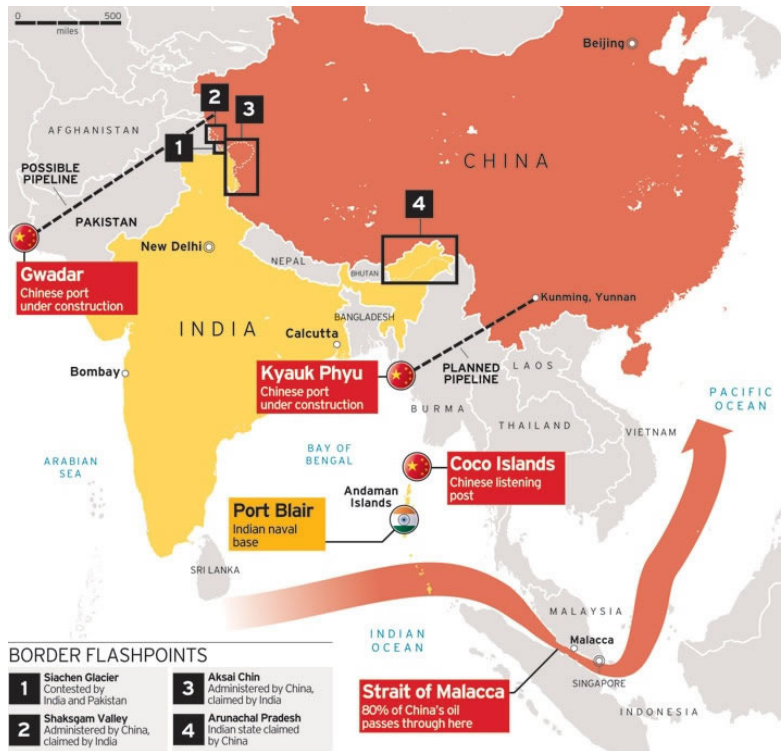 0 500
miles
Beijing
2
3
AFGHANISTAN
1
CHINA
POSSIBLE
PIPELINE
4
PAKISTAN
New Delhi
NEPAL
BHUTAN
Gwadar
Chinese port
under construction
Kunming, Yunnan
BANGLADESH
INDIA
Calcutta
Bombay
Kyauk Phyu
Chinese port
under construction
PLANNED
PIPELINE
LAOS
BURMA
PACIFIC
OCEAN
THAILAND
VIETNAM
ARABIAN
SEA
BAY OF
BENGAL
Coco Islands
Chinese listening
post
Andaman
Islands
Port Blair
Indian naval
base
SRI LANKA
MALAYSIA
INDIAN
OCEAN
Malacca
SINGAPORE
INDONESIA
Strait of Malacca
80% of China's oil
passes through here
BORDER FLASHPOINTS
1
Siachen Glacier
Contested by
India and Pakistan
2
Shaksgam Valley
Administered by China,
claimed by India
3
Aksai Chin
Administered by China,
claimed by India
4
Arunachal Pradesh
Indian state claimed
by China